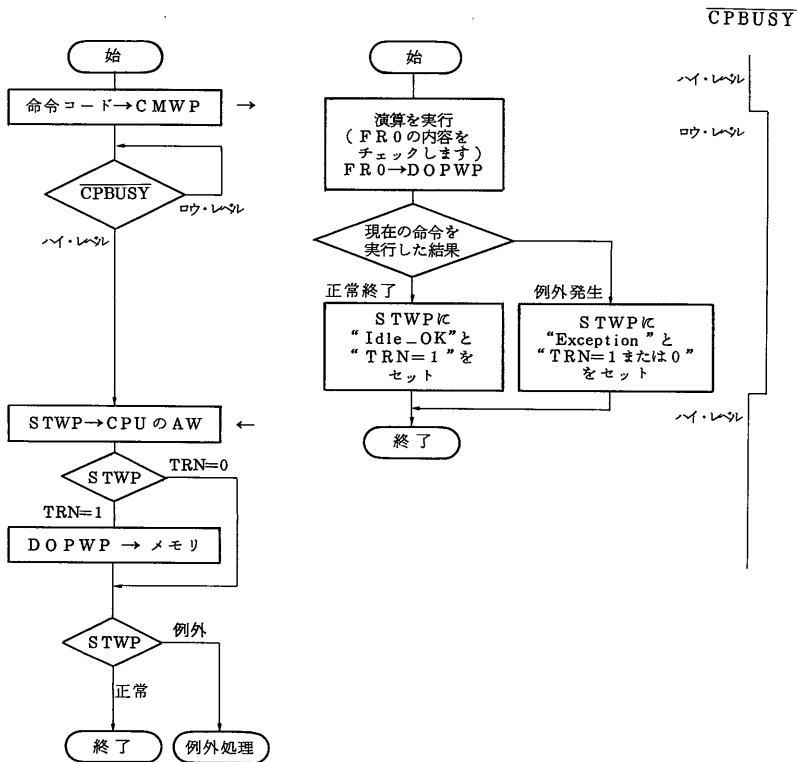 CPBUSY
始
命令コード→CMWP
→
CPBUSY
ロウ・レベル
ハイ・レベル
STWP→CPUのAW
←
STWP
TRN=0
TRN=1
DOPWP → メモリ
STWP
例外
正常
終了
例外処理
始
演算を実行
(FR0の内容を
チェックします)
FR0→DOPWP
現在の命令を
実行した結果
正常終了
例外発生
STWPに
“Idle_OK”と
“TRN=1”を
セット
STWPに
“Exception”と
“TRN=1または0”
をセット
終了
ハイ・レベル
ロウ・レベル
ハイ・レベル